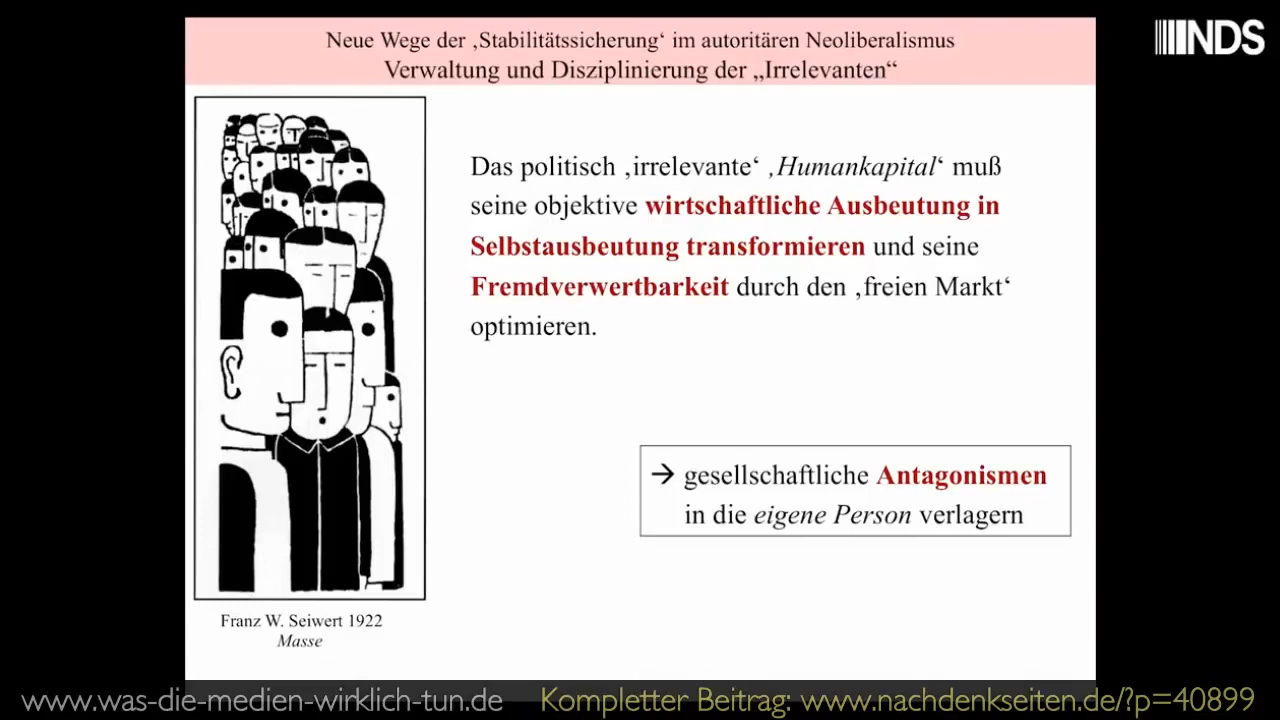 Neue Wege der ‚Stabilitätssicherung‘ im autoritären Neoliberalismus
Verwaltung und Disziplinierung der „Irrelevanten“
NDS
Das politisch ‚irrelevante‘ ‚Humankapital‘ muß
seine objektive wirtschaftliche Ausbeutung in
Selbstausbeutung transformieren und seine
Fremdverwertbarkeit durch den ‚freien Markt‘
optimieren.
→ gesellschaftliche Antagonismen
in die eigene Person verlagern
Franz W. Seiwert 1922
Masse
www.was-die-medien-wirklich-tun.de Kompletter Beitrag: www.nachdenkseiten.de/?p=40899